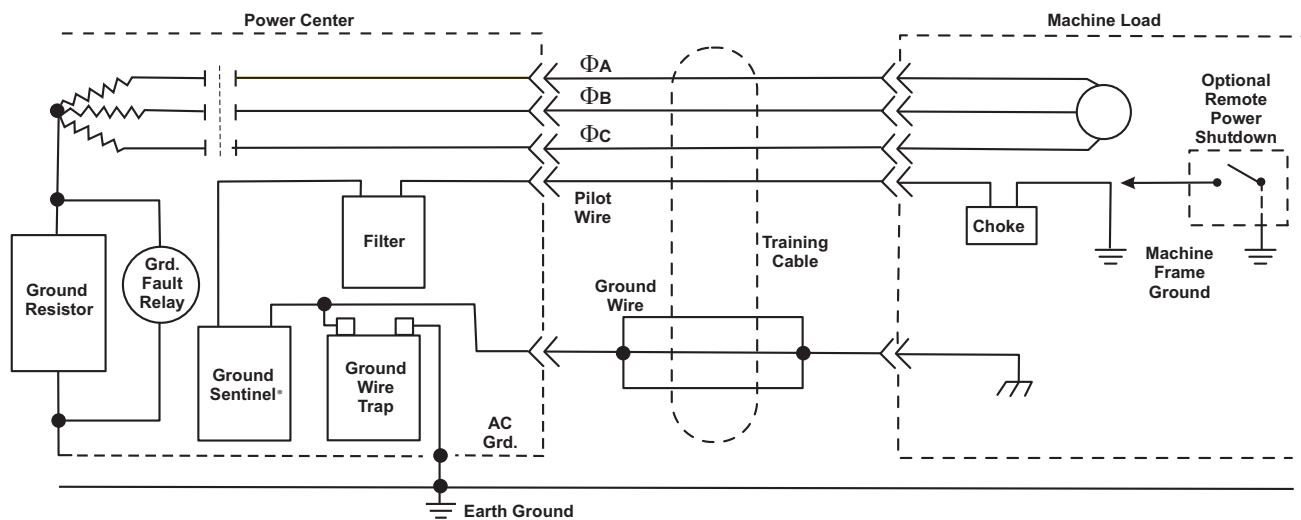 Power Center
Machine Load
ΦA
ΦB
ΦC
Optional
Remote
Power
Shutdown
Pilot
Wire
Filter
Choke
Training
Cable
Machine
Frame
Ground
Ground
Resistor
Grd.
Fault
Relay
Ground
Wire
Ground
Sentinel®
Ground
Wire
Trap
AC
Grd.
Earth Ground